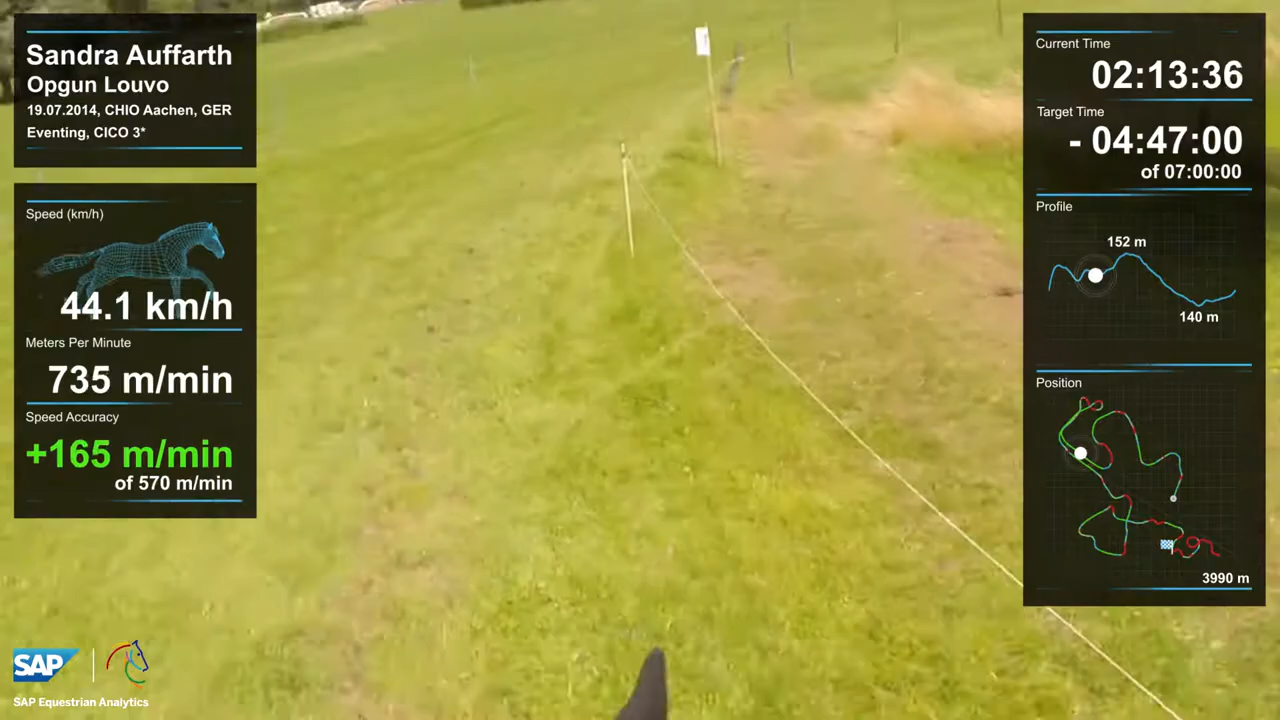 Sandra Auffarth
Opgun Louvo
19.07.2014, CHIO Aachen, GER
Eventing, CICO 3*
Speed (km/h)
44.1 km/h
Meters Per Minute
735 m/min
Speed Accuracy
+165 m/min
of 570 m/min
SAP
SAP Equestrian Analytics
Current Time
02:13:36
Target Time
- 04:47:00
of 07:00:00
Profile
152 m
140 m
Position
3990 m